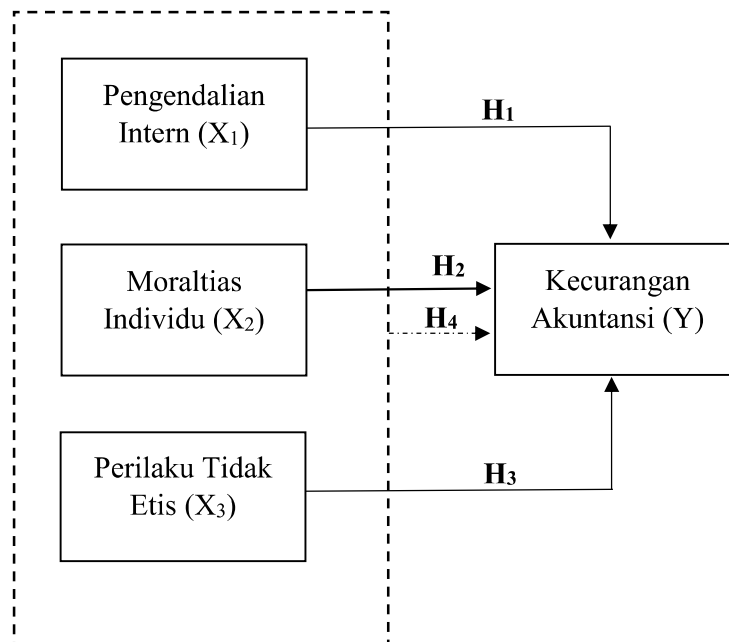 Pengendalian
Intern (X₁)
H₁
Moraltias
Individu (X₂)
H₂
H₄
Kecurangan
Akuntansi (Y)
Perilaku Tidak
Etis (X₃)
H₃